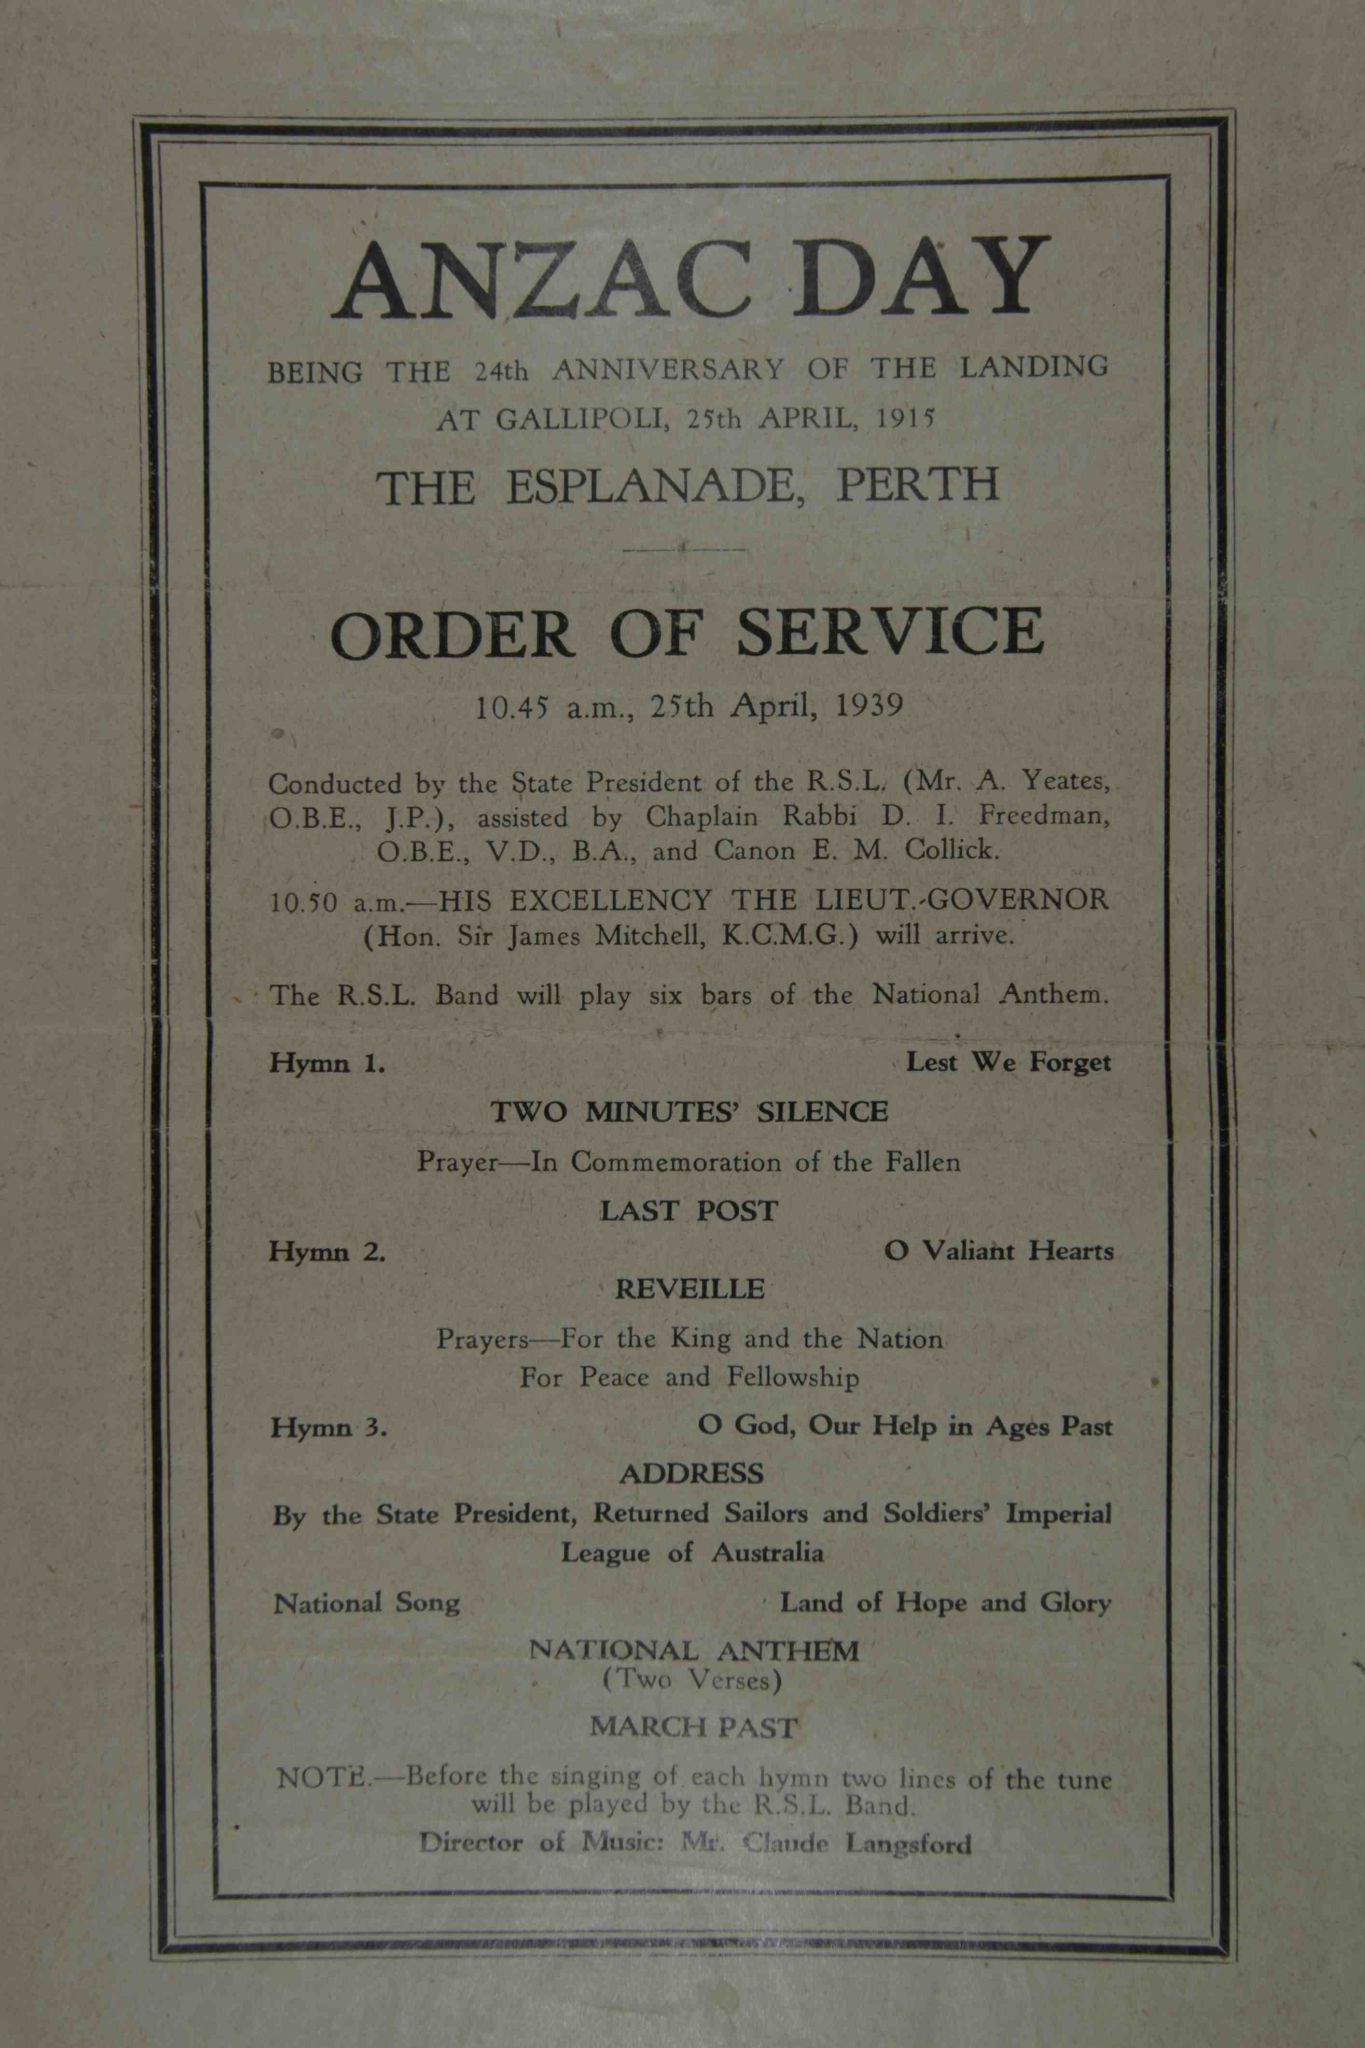 ANZAC DAY
BEING THE 24th ANNIVERSARY OF THE LANDING
AT GALLIPOLI, 25th APRIL, 1915
THE ESPLANADE, PERTH
ORDER OF SERVICE
10.45 a.m., 25th April, 1939
Conducted by the State President of the R.S.L. (Mr. A. Yeates,
O.B.E., J.P.), assisted by Chaplain Rabbi D. I. Freedman,
O.B.E., V.D., B.A., and Canon E. M. Collick.
10.50 a.m.—HIS EXCELLENCY THE LIEUT.-GOVERNOR
(Hon. Sir James Mitchell, K.C.M.G.) will arrive.
The R.S.L. Band will play six bars of the National Anthem.
Hymn 1. Lest We Forget
TWO MINUTES' SILENCE
Prayer—In Commemoration of the Fallen
LAST POST
Hymn 2. O Valiant Hearts
REVEILLE
Prayers—For the King and the Nation
For Peace and Fellowship
Hymn 3. O God, Our Help in Ages Past
ADDRESS
By the State President, Returned Sailors and Soldiers' Imperial
League of Australia
National Song Land of Hope and Glory
NATIONAL ANTHEM
(Two Verses)
MARCH PAST
NOTE.—Before the singing of each hymn two lines of the tune
will be played by the R.S.L. Band.
Director of Music: Mr. Claude Langsford